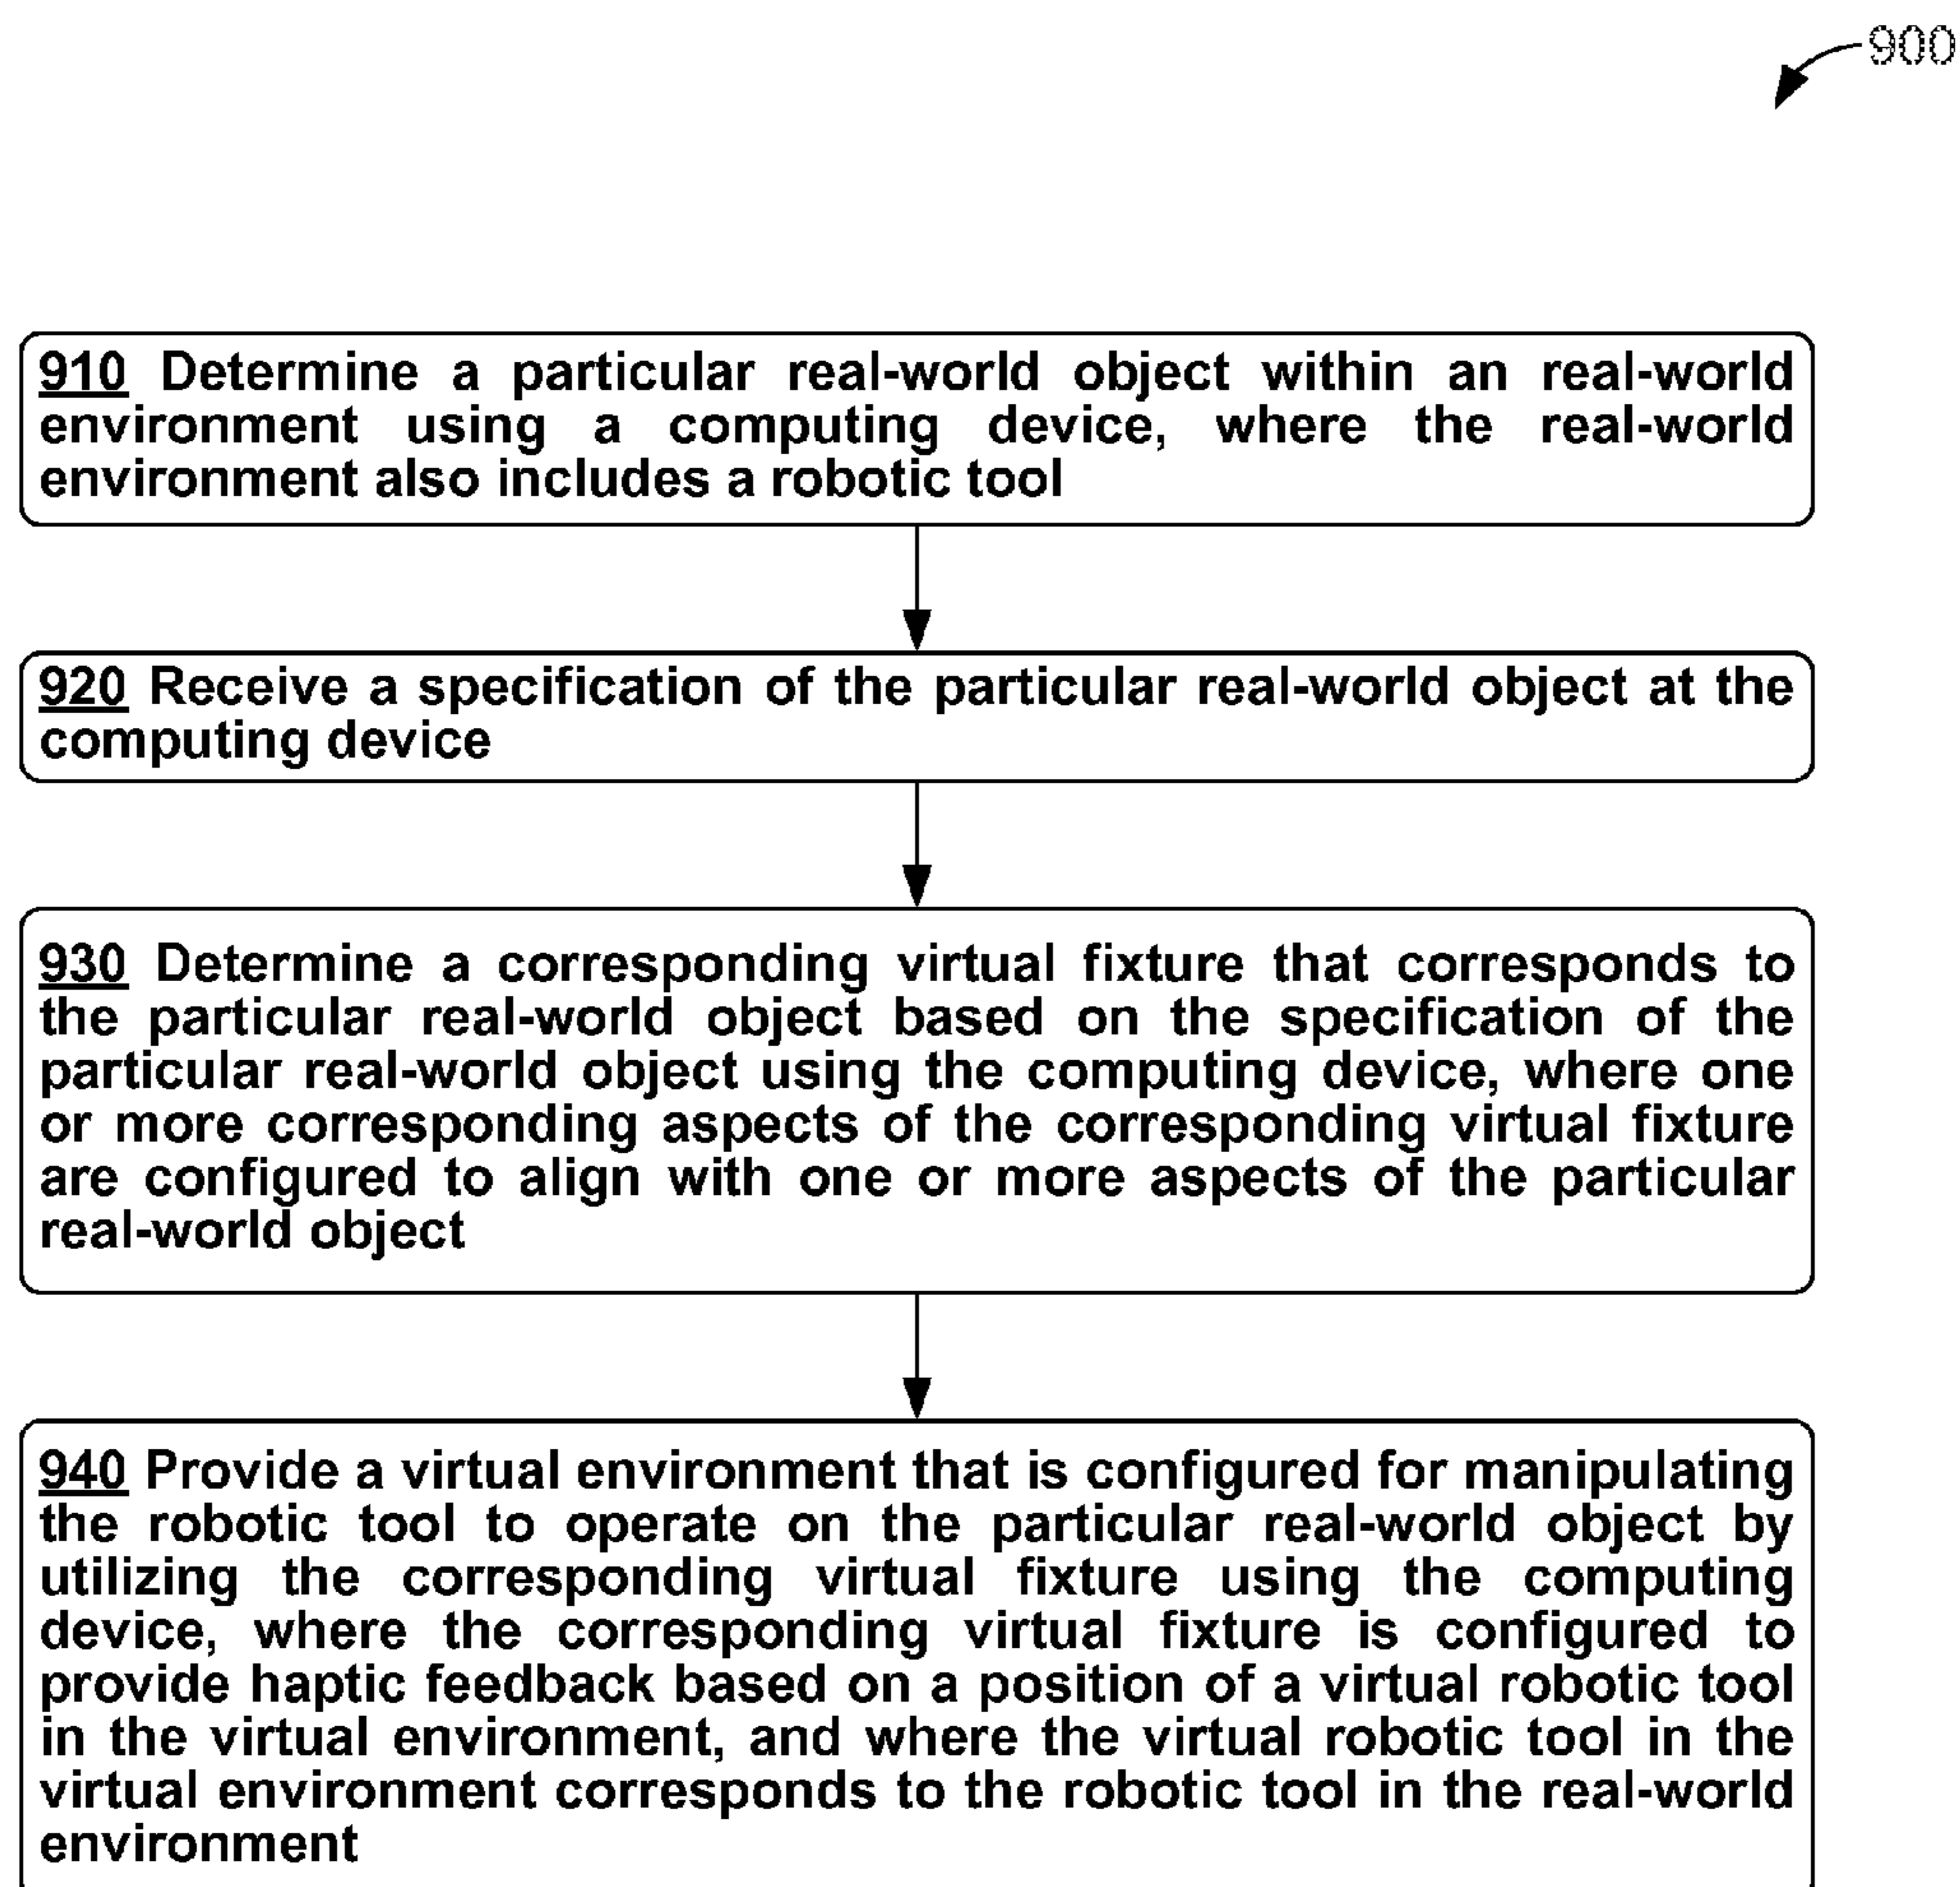 900
910 Determine a particular real-world object within an real-world
environment using a computing device, where the real-world
environment also includes a robotic tool
920 Receive a specification of the particular real-world object at the
computing device
930 Determine a corresponding virtual fixture that corresponds to
the particular real-world object based on the specification of the
particular real-world object using the computing device, where one
or more corresponding aspects of the corresponding virtual fixture
are configured to align with one or more aspects of the particular
real-world object
940 Provide a virtual environment that is configured for manipulating
the robotic tool to operate on the particular real-world object by
utilizing the corresponding virtual fixture using the computing
device, where the corresponding virtual fixture is configured to
provide haptic feedback based on a position of a virtual robotic tool
in the virtual environment, and where the virtual robotic tool in the
virtual environment corresponds to the robotic tool in the real-world
environment